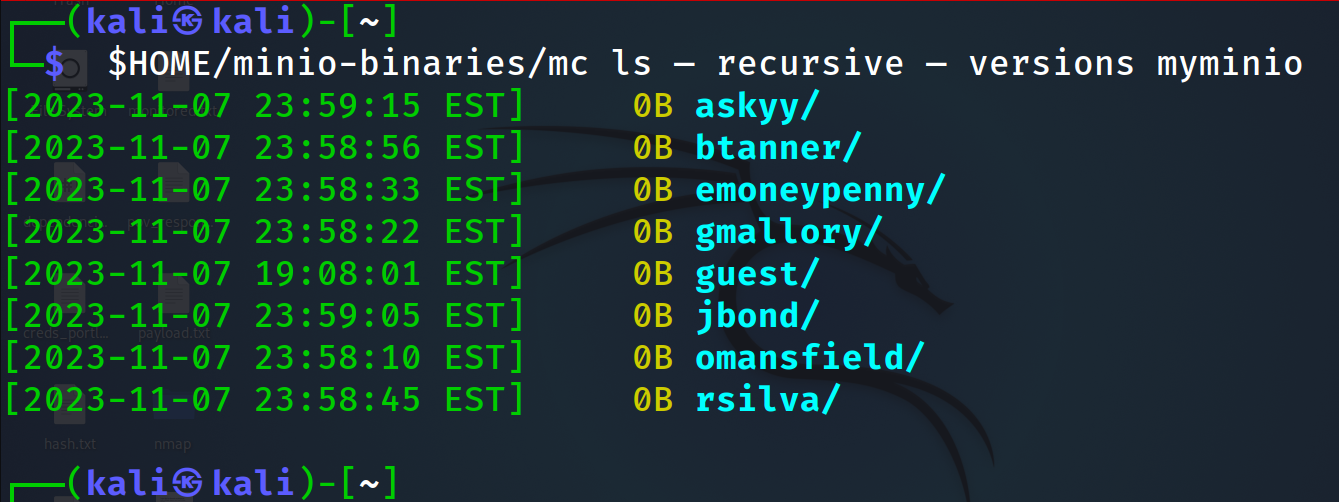 ┌──(kali㉿kali)-[~]
└─$ $HOME/minio-binaries/mc ls — recursive — versions myminio
[2023-11-07 23:59:15 EST]     0B askyy/
[2023-11-07 23:58:56 EST]     0B btanner/
[2023-11-07 23:58:33 EST]     0B emoneypenny/
[2023-11-07 23:58:22 EST]     0B gmallory/
[2023-11-07 19:08:01 EST]     0B guest/
[2023-11-07 23:59:05 EST]     0B jbond/
[2023-11-07 23:58:10 EST]     0B omansfield/
[2023-11-07 23:58:45 EST]     0B rsilva/
payload.txt
hash.txt
nmap
┌──(kali㉿kali)-[~]